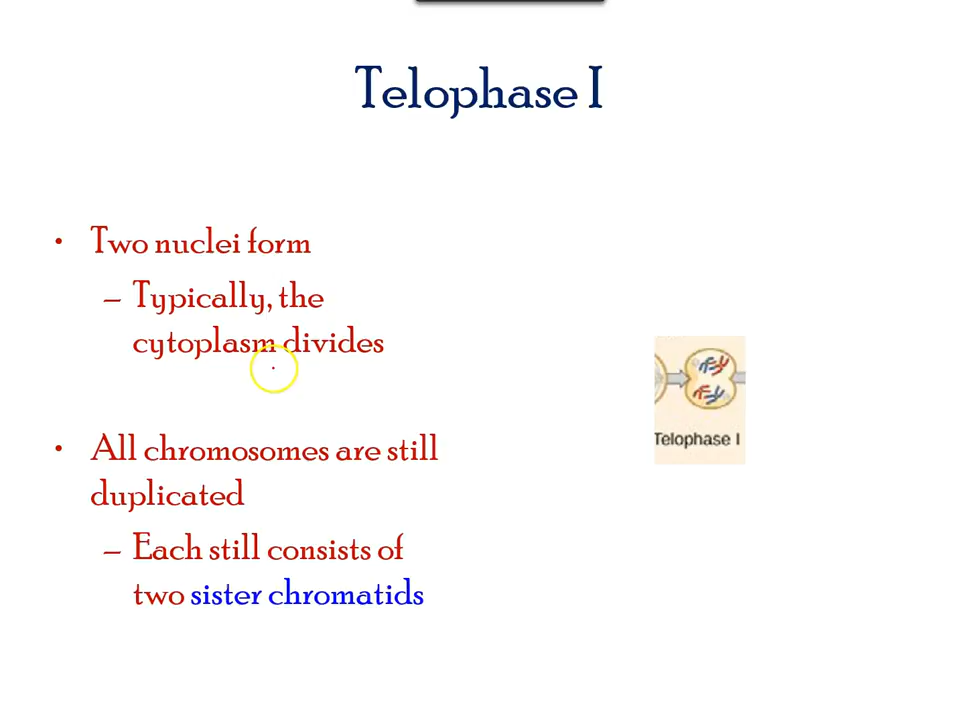 Telophase I
• Two nuclei form
– Typically, the
cytoplasm divides
• All chromosomes are still
duplicated
– Each still consists of
two sister chromatids
Telophase I